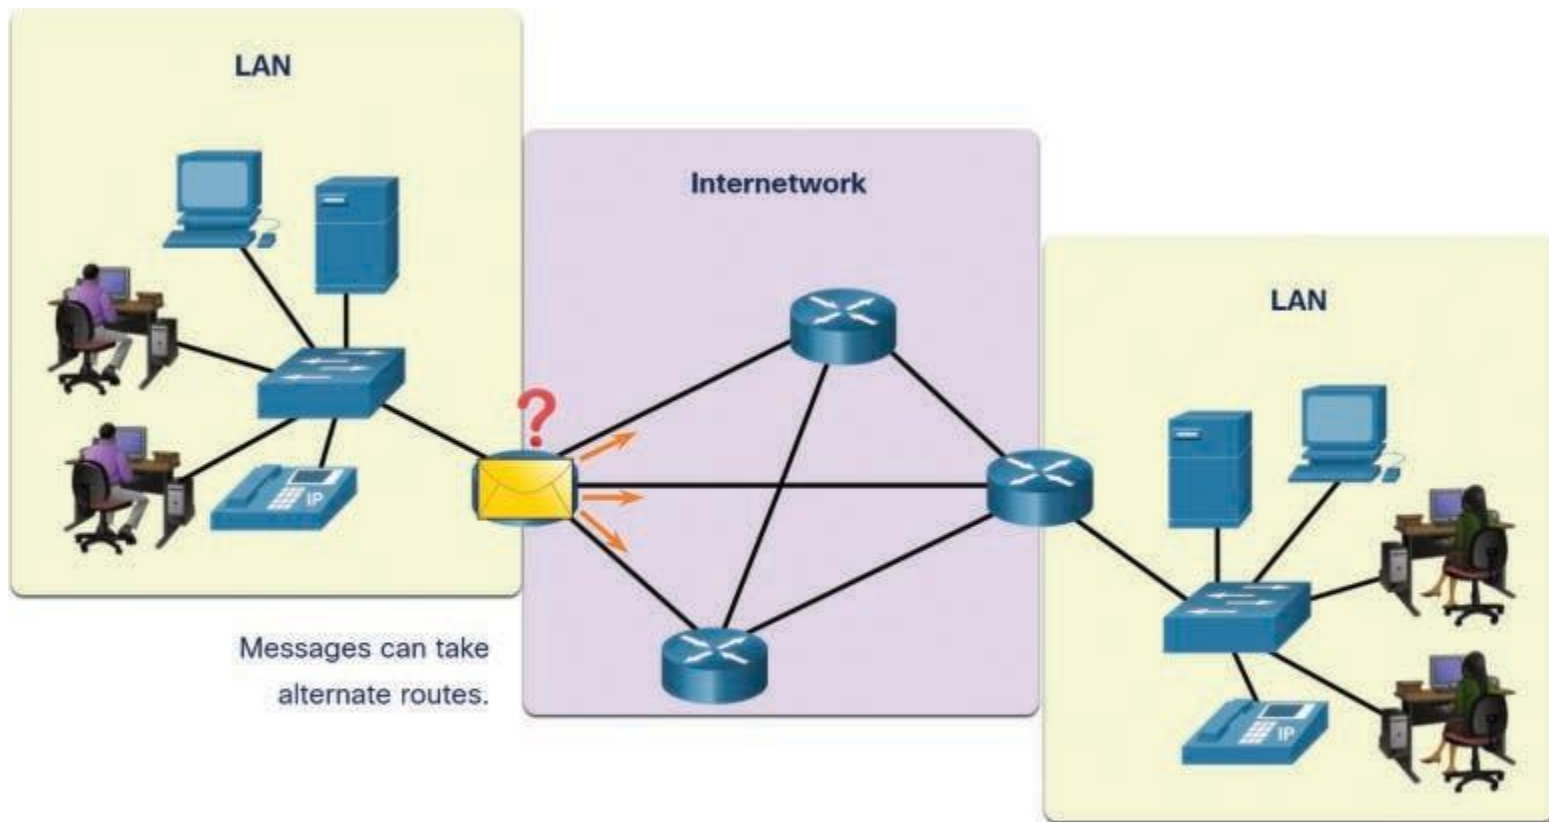 LAN
Internetwork
LAN
?
IP
Messages can take
alternate routes.
IP